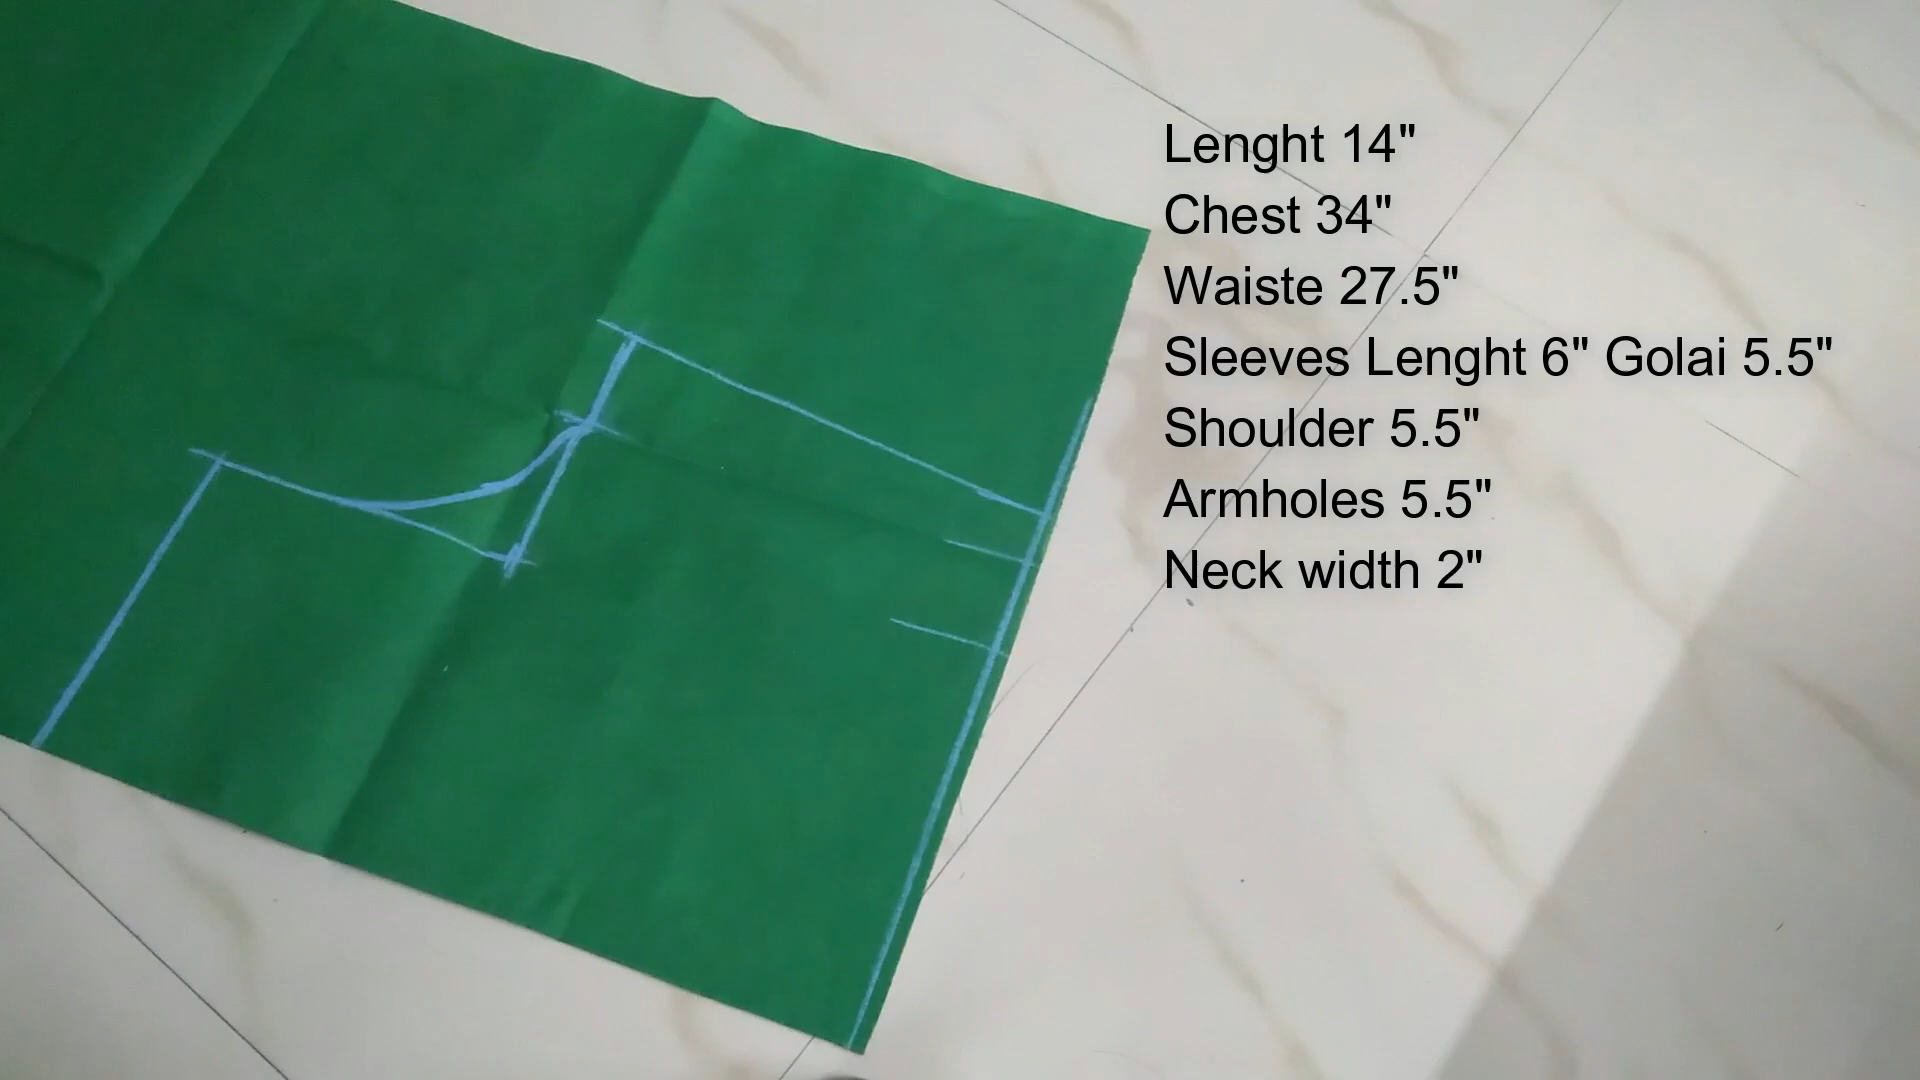 Lenght 14"
Chest 34"
Waiste 27.5"
Sleeves Lenght 6" Golai 5.5"
Shoulder 5.5"
Armholes 5.5"
Neck width 2"